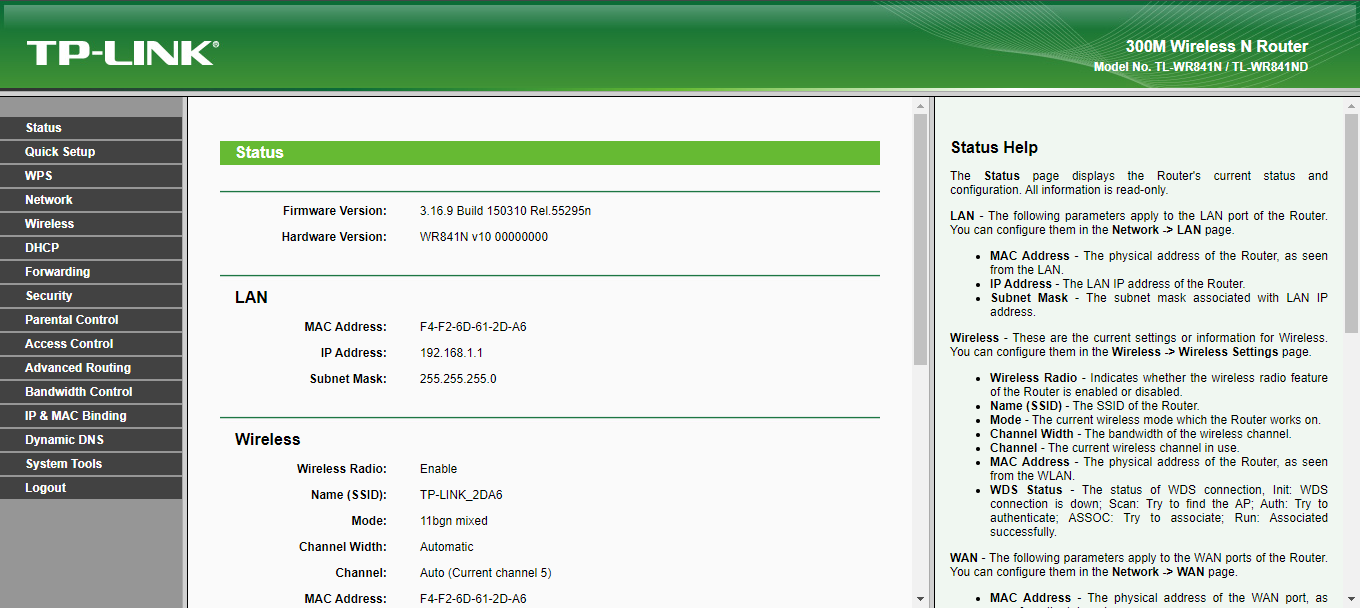 TP-LINK®
300M Wireless N Router
Model No. TL-WR841N / TL-WR841ND
Status
Quick Setup
WPS
Network
Wireless
DHCP
Forwarding
Security
Parental Control
Access Control
Advanced Routing
Bandwidth Control
IP & MAC Binding
Dynamic DNS
System Tools
Logout
Status
Firmware Version: 3.16.9 Build 150310 Rel.55295n
Hardware Version: WR841N v10 00000000
LAN
MAC Address: F4-F2-6D-61-2D-A6
IP Address: 192.168.1.1
Subnet Mask: 255.255.255.0
Wireless
Wireless Radio: Enable
Name (SSID): TP-LINK_2DA6
Mode: 11bgn mixed
Channel Width: Automatic
Channel: Auto (Current channel 5)
MAC Address: F4-F2-6D-61-2D-A6
Status Help
The Status page displays the Router's current status and
configuration. All information is read-only.
LAN - The following parameters apply to the LAN port of the Router.
You can configure them in the Network -> LAN page.
• MAC Address - The physical address of the Router, as seen
from the LAN.
• IP Address - The LAN IP address of the Router.
• Subnet Mask - The subnet mask associated with LAN IP
address.
Wireless - These are the current settings or information for Wireless.
You can configure them in the Wireless -> Wireless Settings page.
• Wireless Radio - Indicates whether the wireless radio feature
of the Router is enabled or disabled.
• Name (SSID) - The SSID of the Router.
• Mode - The current wireless mode which the Router works on.
• Channel Width - The bandwidth of the wireless channel.
• Channel - The current wireless channel in use.
• MAC Address - The physical address of the Router, as seen
from the WLAN.
• WDS Status - The status of WDS connection, Init: WDS
connection is down; Scan: Try to find the AP; Auth: Try to
authenticate; ASSOC: Try to associate; Run: Associated
successfully.
WAN - The following parameters apply to the WAN ports of the Router.
You can configure them in the Network -> WAN page.
• MAC Address - The physical address of the WAN port, as